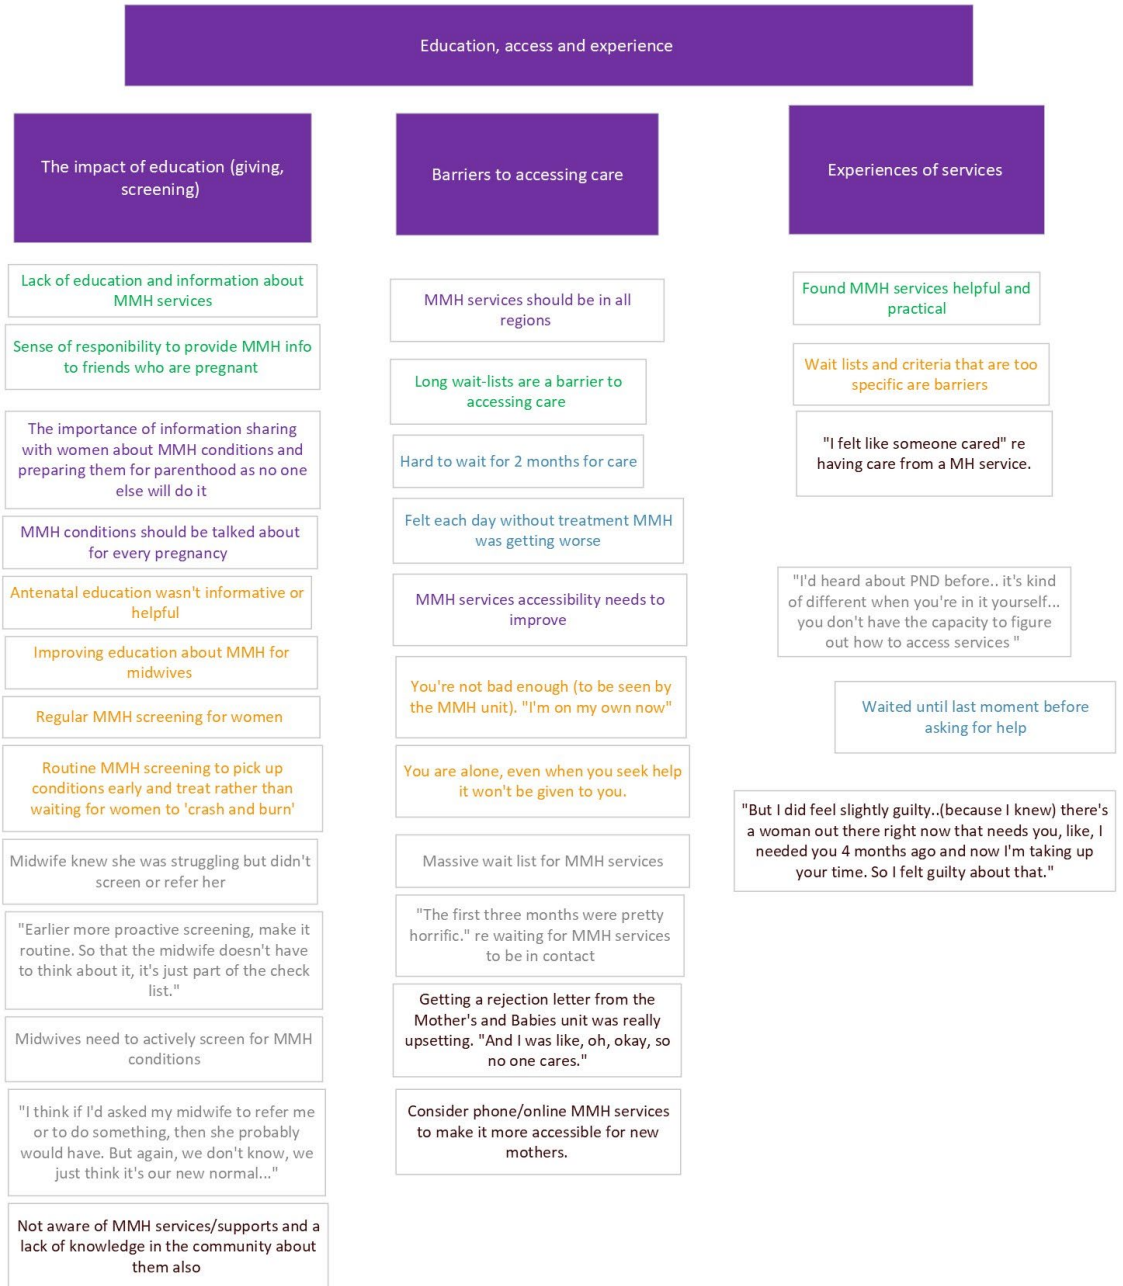 Education, access and experience
The impact of education (giving,
screening)
Lack of education and information about
MMH services
Sense of responibility to provide MMH info
to friends who are pregnant
The importance of information sharing
with women about MMH conditions and
preparing them for parenthood as no one
else will do it
MMH conditions should be talked about
for every pregnancy
Antenatal education wasn't informative or
helpful
Improving education about MMH for
midwives
Regular MMH screening for women
Routine MMH screening to pick up
conditions early and treat rather than
waiting for women to 'crash and burn'
Midwife knew she was struggling but didn't
screen or refer her
"Earlier more proactive screening, make it
routine. So that the midwife doesn't have
to think about it, it's just part of the check
list."
Midwives need to actively screen for MMH
conditions
"I think if I'd asked my midwife to refer me
or to do something, then she probably
would have. But again, we don't know, we
just think it's our new normal..."
Not aware of MMH services/supports and a
lack of knowledge in the community about
them also
Barriers to accessing care
MMH services should be in all
regions
Long wait-lists are a barrier to
accessing care
Hard to wait for 2 months for care
Felt each day without treatment MMH
was getting worse
MMH services accessibility needs to
improve
You're not bad enough (to be seen by
the MMH unit). "I'm on my own now"
You are alone, even when you seek help
it won't be given to you.
Massive wait list for MMH services
"The first three months were pretty
horrific." re waiting for MMH services
to be in contact
Getting a rejection letter from the
Mother's and Babies unit was really
upsetting. "And I was like, oh, okay, so
no one cares."
Consider phone/online MMH services
to make it more accessible for new
mothers.
Experiences of services
Found MMH services helpful and
practical
Wait lists and criteria that are too
specific are barriers
"I felt like someone cared" re
having care from a MH service.
"I'd heard about PND before.. it's kind
of different when you're in it yourself...
you don't have the capacity to figure
out how to access services "
Waited until last moment before
asking for help
"But I did feel slightly guilty..(because I knew) there's
a woman out there right now that needs you, like, I
needed you 4 months ago and now I'm taking up
your time. So I felt guilty about that."